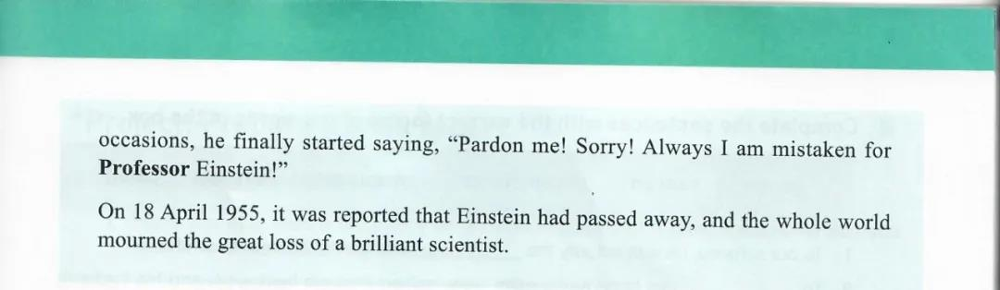 occasions, he finally started saying, “Pardon me! Sorry! Always I am mistaken for
Professor Einstein!”
On 18 April 1955, it was reported that Einstein had passed away, and the whole world
mourned the great loss of a brilliant scientist.